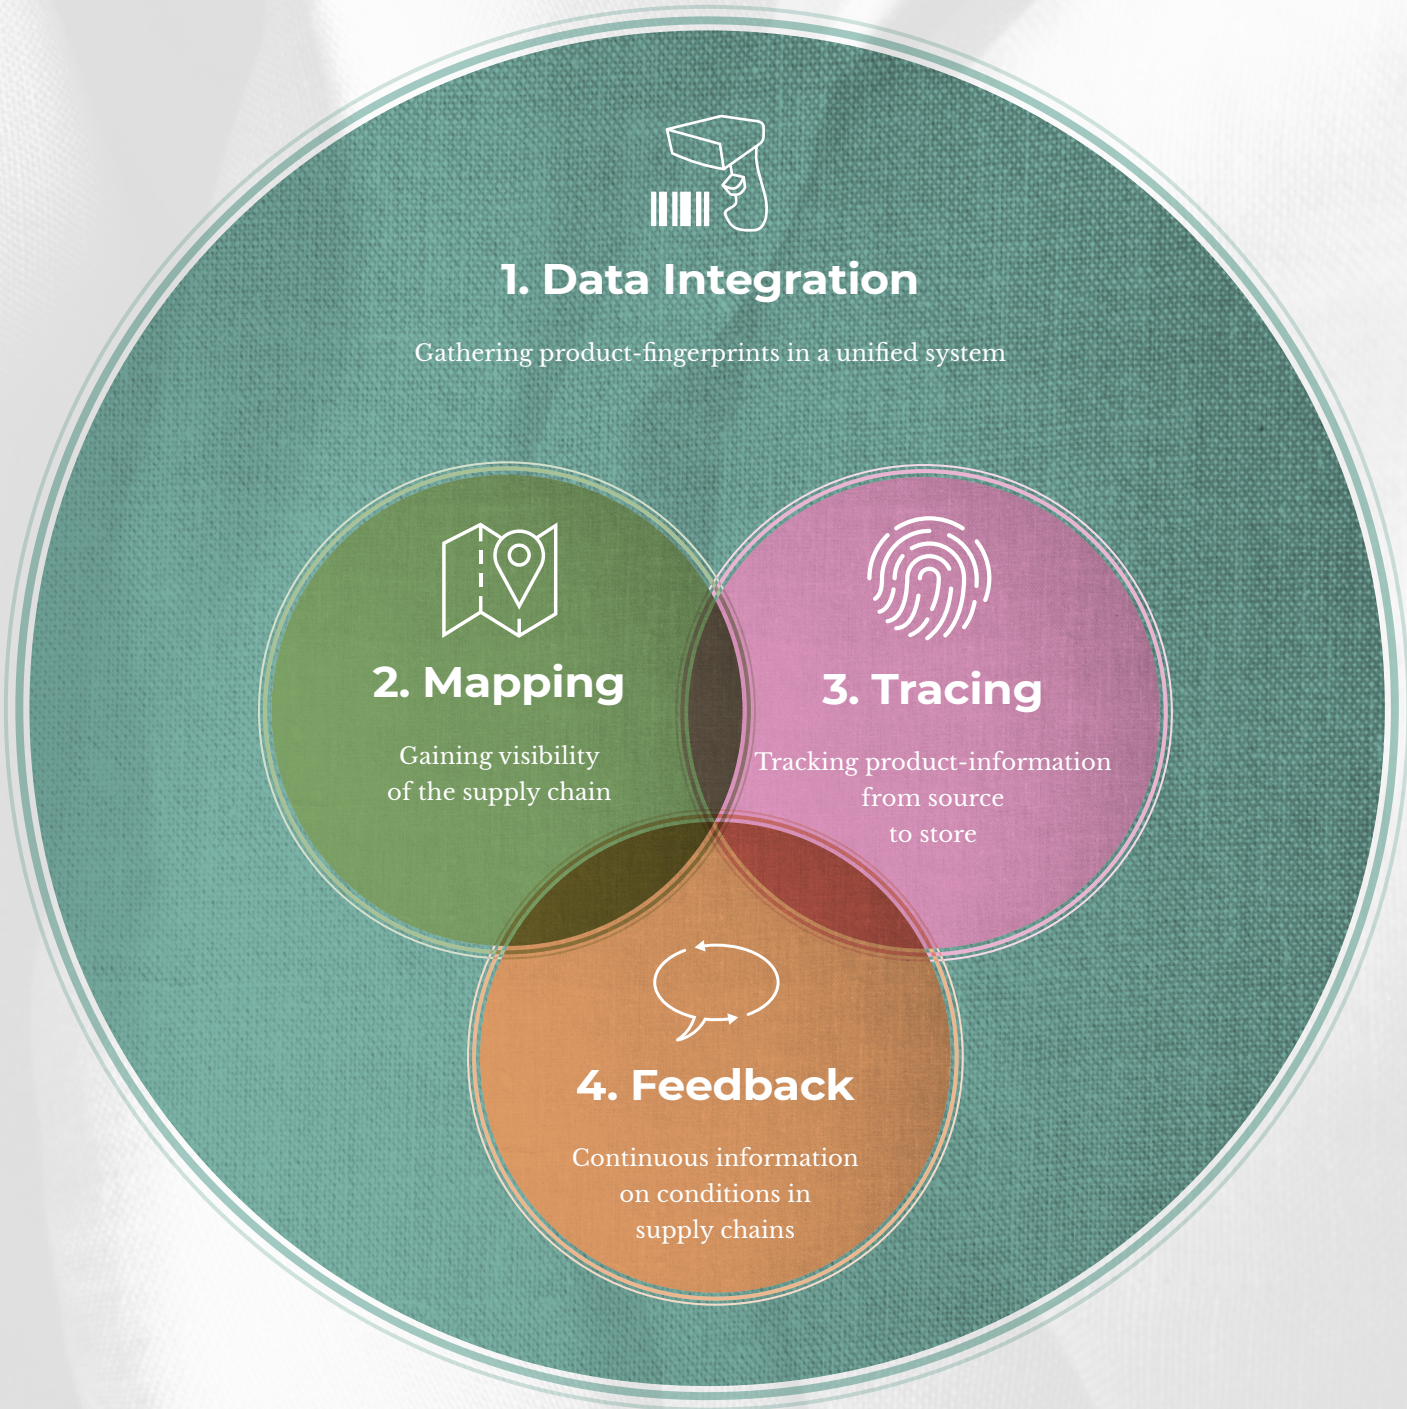 1. Data Integration
Gathering product-fingerprints in a unified system
2. Mapping
Gaining visibility
of the supply chain
3. Tracing
Tracking product-information
from source
to store
4. Feedback
Continuous information
on conditions in
supply chains